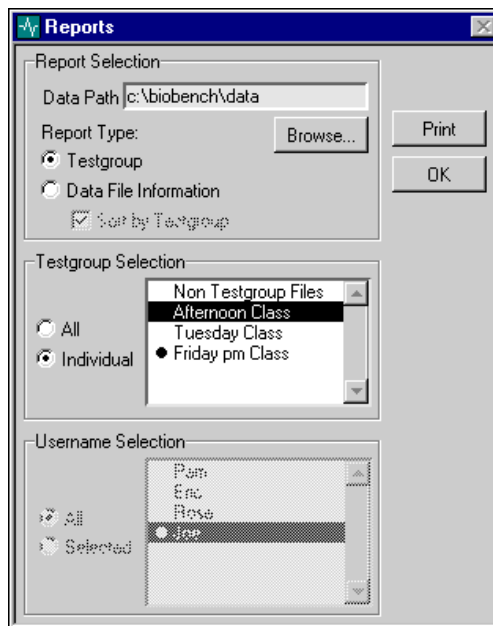 Reports
Report Selection
Data Path c:\biobench\data
Report Type:
Browse...
Testgroup
Data File Information
Sort by Testgroup
Print
OK
Testgroup Selection
All
Individual
Non Testgroup Files
Afternoon Class
Tuesday Class
Friday pm Class
Username Selection
All
Selected
Pam
Eric
Rose
Joe